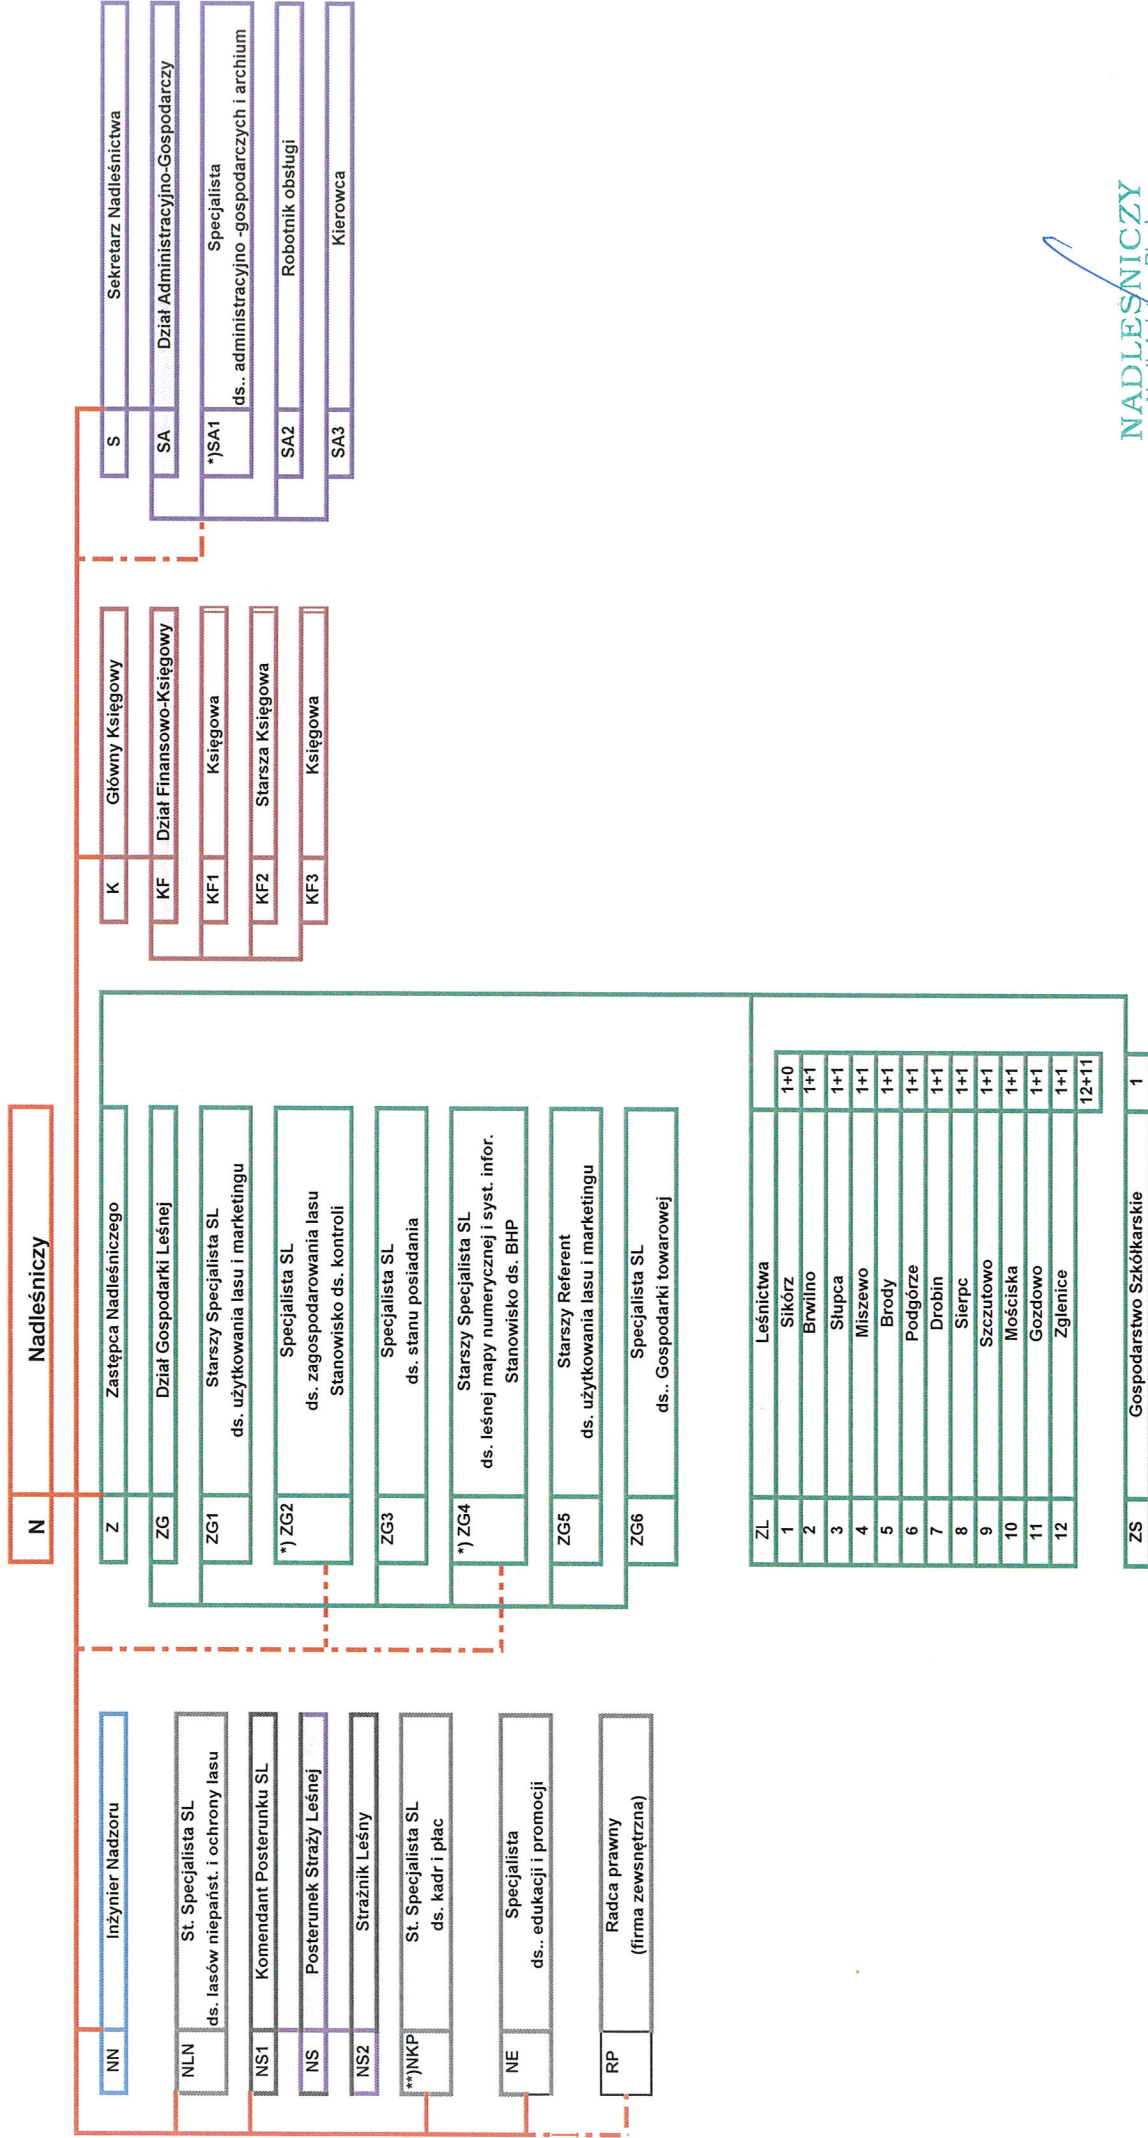 N Nadleśniczy
NN Inżynier Nadzoru
NLN St. Specjalista SL
ds. lasów niepańst. i ochrony lasu
NS1 Komendant Posterunku SL
NS Posterunek Straży Leśnej
NS2 Strażnik Leśny
**)NKP St. Specjalista SL
ds. kadr i płac
NE Specjalista
ds.. edukacji i promocji
RP Radca prawny
(firma zewsnętrzna)
Z Zastępca Nadleśniczego
ZG Dział Gospodarki Leśnej
ZG1 Starszy Specjalista SL
ds. użytkowania lasu i marketingu
*) ZG2 Specjalista SL
ds. zagospodarowania lasu
Stanowisko ds. kontroli
ZG3 Specjalista SL
ds. stanu posiadania
*) ZG4 Starszy Specjalista SL
ds. leśnej mapy numerycznej i syst. infor.
Stanowisko ds. BHP
ZG5 Starszy Referent
ds. użytkowania lasu i marketingu
ZG6 Specjalista SL
ds.. Gospodarki towarowej
ZL Leśnictwa
1 Sikórz 1+0
2 Brwilno 1+1
3 Słupca 1+1
4 Miszewo 1+1
5 Brody 1+1
6 Podgórze 1+1
7 Drobin 1+1
8 Sierpc 1+1
9 Szczutowo 1+1
10 Mościska 1+1
11 Gozdowo 1+1
12 Zglenice 1+1
12+11
ZS Gospodarstwo Szkółkarskie 1
K Główny Księgowy
KF Dział Finansowo-Księgowy
KF1 Księgowa
KF2 Starsza Księgowa
KF3 Księgowa
S Sekretarz Nadleśnictwa
SA Dział Administracyjno-Gospodarczy
*)SA1 Specjalista
ds.. administracyjno -gospodarczych i archium
SA2 Robotnik obsługi
SA3 Kierowca
NADLEŚNICZY